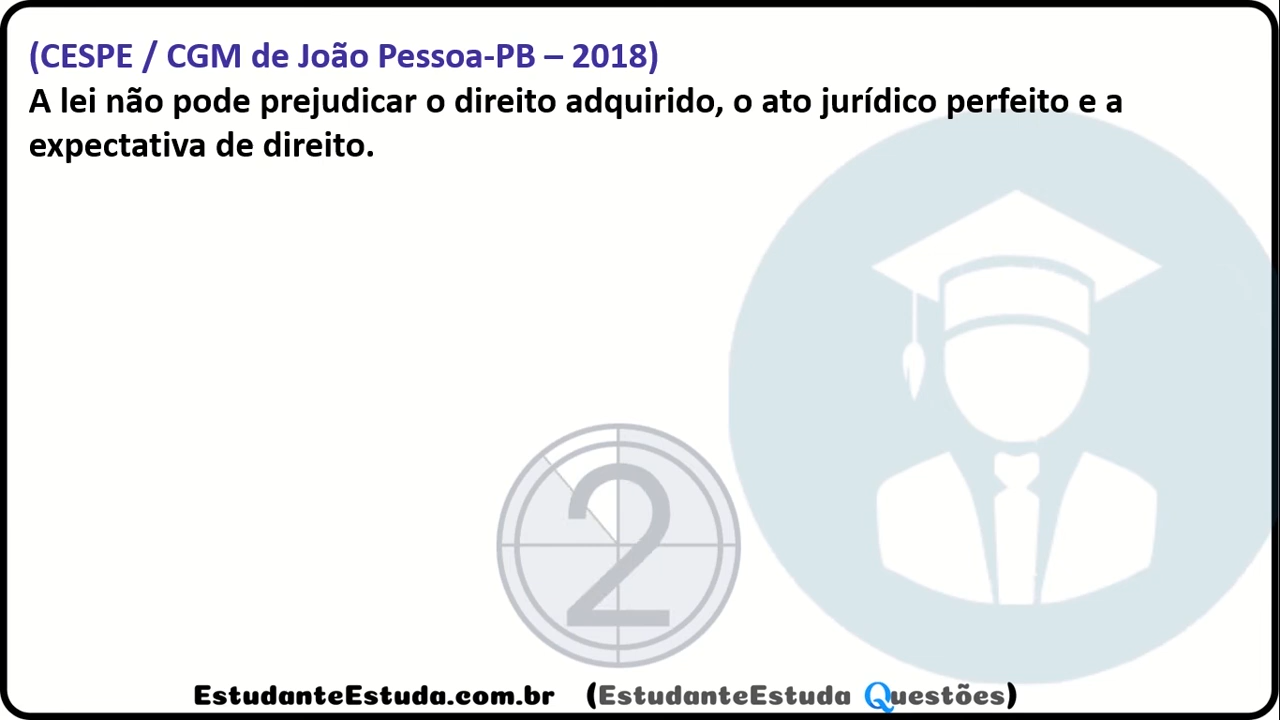 (CESPE / CGM de João Pessoa-PB – 2018)
A lei não pode prejudicar o direito adquirido, o ato jurídico perfeito e a
expectativa de direito.
2
EstudanteEstuda.com.br (EstudanteEstuda Questões)